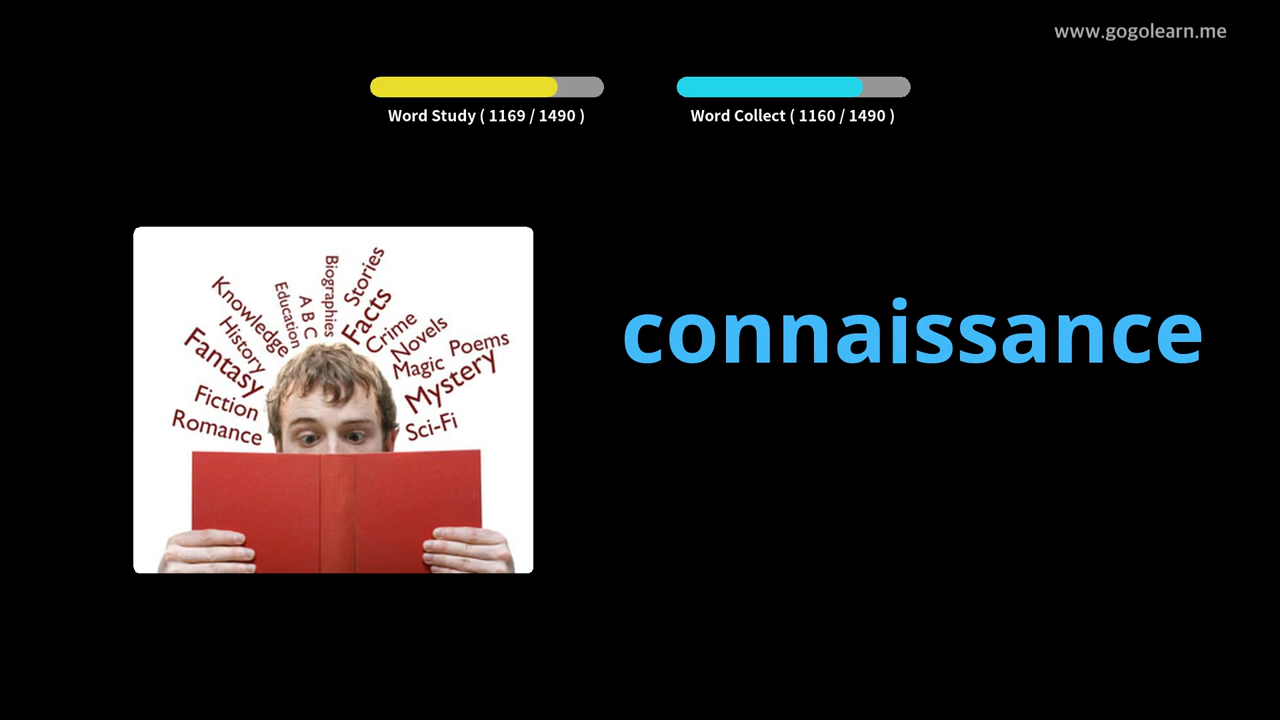 www.gogolearn.me
Word Study ( 1169 / 1490 )
Word Collect ( 1160 / 1490 )
connaissance
Biographies
Stories
Education
A B C
Facts
Knowledge
Crime
History
Novels
Fantasy
Magic
Poems
Mystery
Fiction
Romance
Sci-Fi